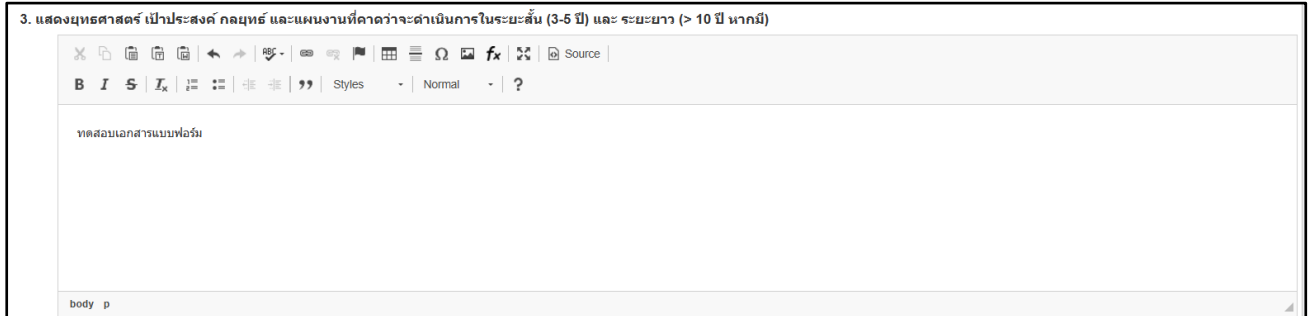 3. แสดงยุทธศาสตร์ เป้าประสงค์ กลยุทธ์ และแผนงานที่คาดว่าจะดำเนินการในระยะสั้น (3-5 ปี) และ ระยะยาว (> 10 ปี หากมี)
ABC Ω fx Source
B I S Ix Styles Normal ?
ทดสอบเอกสารแบบฟอร์ม
body p